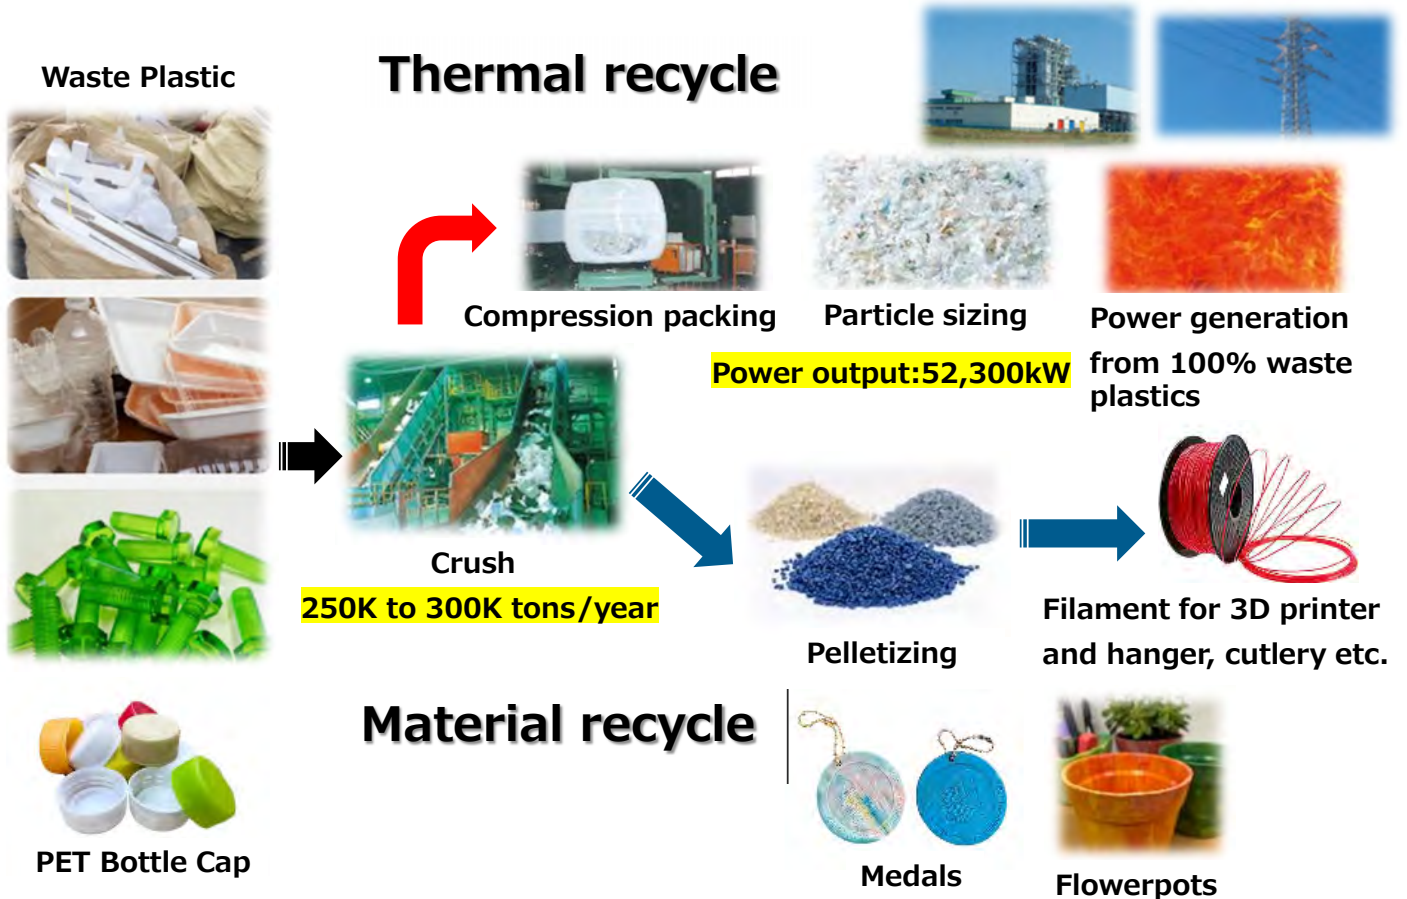 Thermal recycle
Waste Plastic
Compression packing
Particle sizing
Power generation
from 100% waste
plastics
Power output:52,300kW
Crush
250K to 300K tons/year
Pelletizing
Filament for 3D printer
and hanger, cutlery etc.
Material recycle
PET Bottle Cap
Medals
Flowerpots